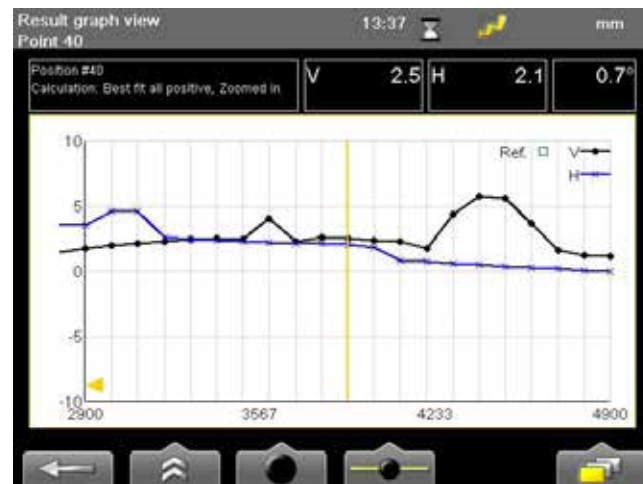 Result graph view
Point 40
13:37
mm
Position #40
Calculation: Best fit all positive, Zoomed in
V 2.5
H 2.1
0.7°
Ref.
V
H
10
5
0
-5
-10
2900 3567 4233 4900